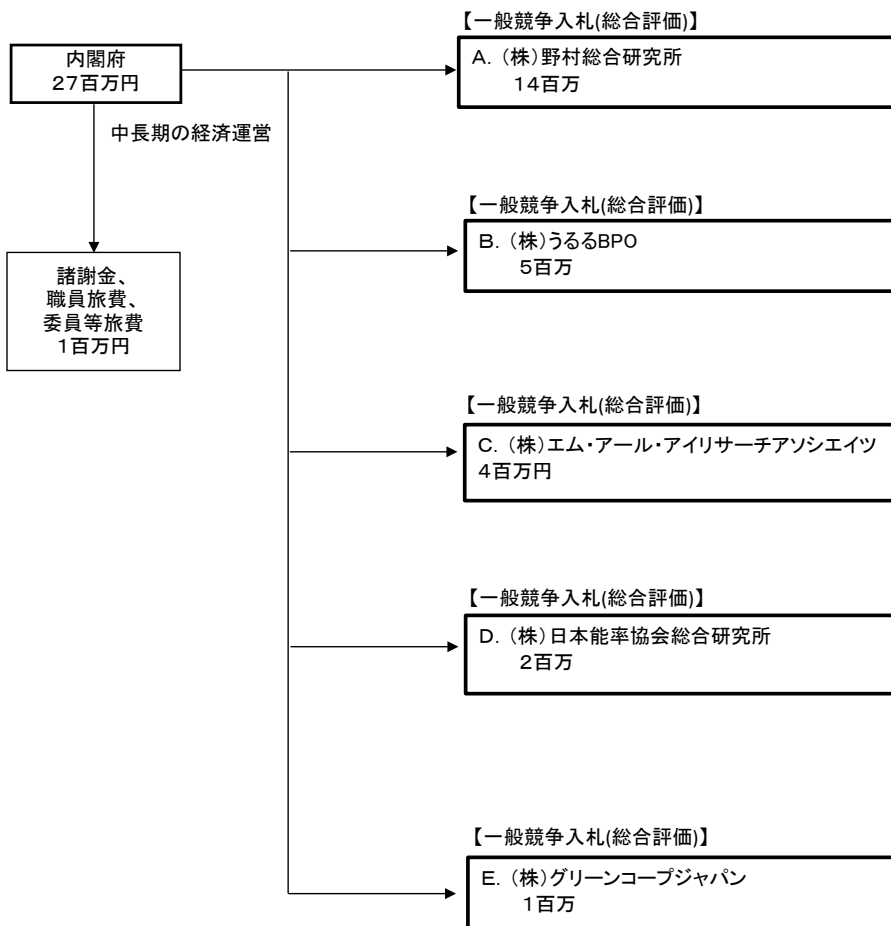 内閣府
27百万円
中長期の経済運営
諸謝金、
職員旅費、
委員等旅費
1百万円
【一般競争入札(総合評価)】
A. (株)野村総合研究所
14百万
【一般競争入札(総合評価)】
B. (株)うるるBPO
5百万
【一般競争入札(総合評価)】
C. (株)エム・アール・アイリサーチアソシエイツ
4百万円
【一般競争入札(総合評価)】
D. (株)日本能率協会総合研究所
2百万
【一般競争入札(総合評価)】
E. (株)グリーンコープジャパン
1百万